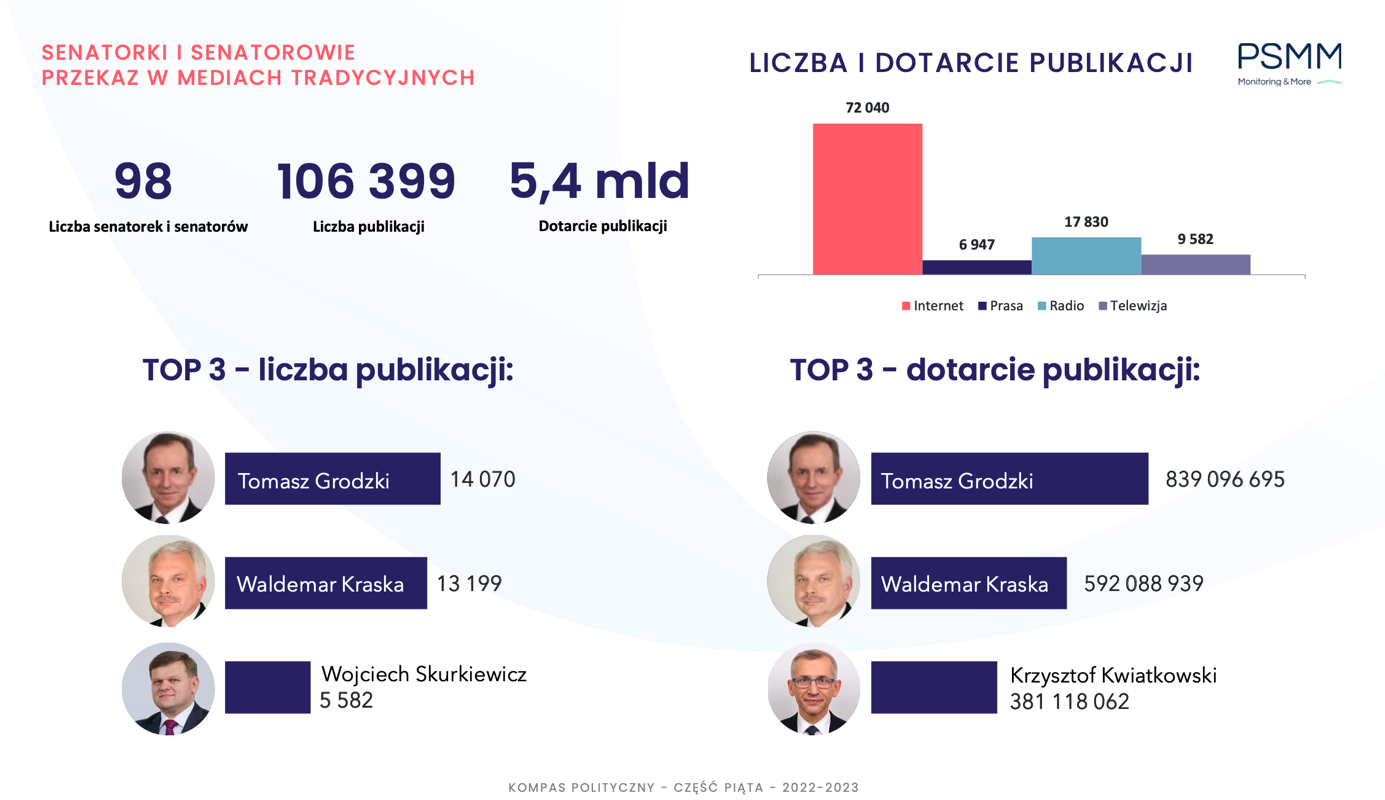 SENATORKI I SENATOROWIE
PRZEKAZ W MEDIACH TRADYCYJNYCH
LICZBA I DOTARCIE PUBLIKACJI
PSMM
Monitoring & More
98
Liczba senatorek i senatorów
106 399
Liczba publikacji
5,4 mld
Dotarcie publikacji
72 040
6 947
17 830
9 582
Internet
Prasa
Radio
Telewizja
TOP 3 - liczba publikacji:
Tomasz Grodzki
14 070
Waldemar Kraska
13 199
Wojciech Skurkiewicz
5 582
TOP 3 - dotarcie publikacji:
Tomasz Grodzki
839 096 695
Waldemar Kraska
592 088 939
Krzysztof Kwiatkowski
381 118 062
KOMPAS POLITYCZNY - CZĘŚĆ PIĄTA - 2022-2023